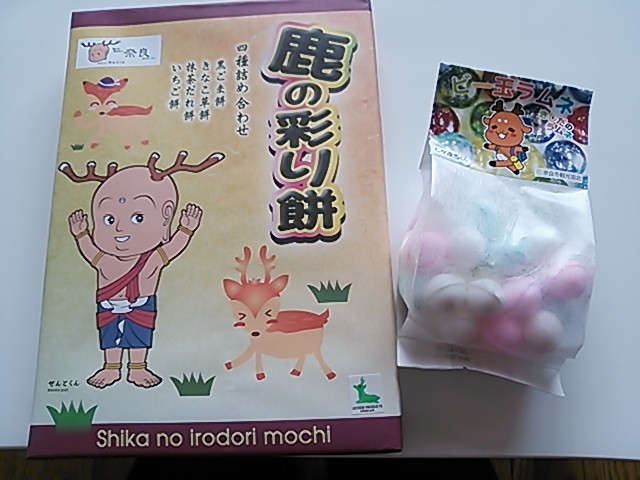 奈良
鹿の彩り餅
四種詰め合わせ
黒ごま餅
きなこ草餅
抹茶だれ餅
いちご餅
せんとくん
Shika no irodori mochi
ビー玉ラムネ